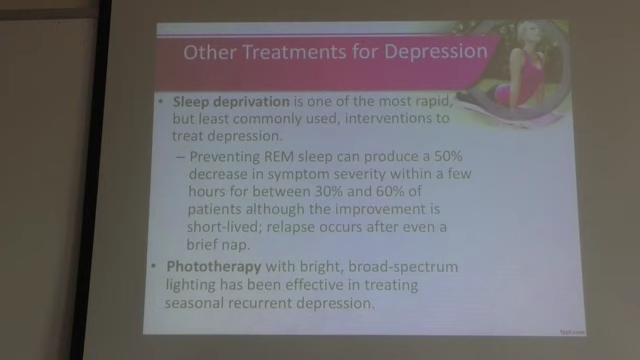 Other Treatments for Depression
• Sleep deprivation is one of the most rapid,
but least commonly used, interventions to
treat depression.
– Preventing REM sleep can produce a 50%
decrease in symptom severity within a few
hours for between 30% and 60% of
patients although the improvement is
short-lived; relapse occurs after even a
brief nap.
• Phototherapy with bright, broad-spectrum
lighting has been effective in treating
seasonal recurrent depression.
fppt.com